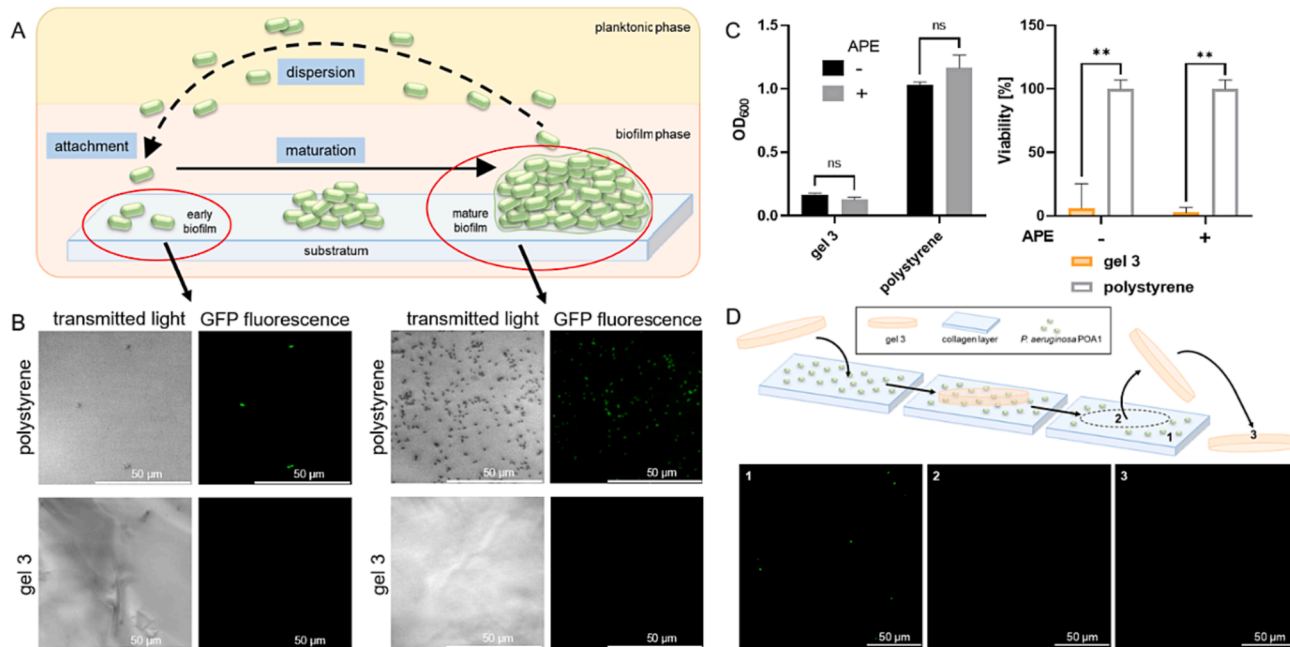 A
planktonic phase
dispersion
biofilm phase
attachment
maturation
early
biofilm
mature
biofilm
substratum
B
transmitted light
GFP fluorescence
transmitted light
GFP fluorescence
polystyrene
50 µm
50 µm
polystyrene
50 µm
50 µm
gel 3
50 µm
50 µm
gel 3
50 µm
50 µm
C
OD600
1.5
1.0
0.5
0.0
APE
-
+
ns
ns
gel 3
polystyrene
Viability [%]
150
100
50
0
**
**
APE
-
+
gel 3
polystyrene
D
gel 3
collagen layer
P. aeruginosa POA1
2
1
3
1
50 µm
2
50 µm
3
50 µm